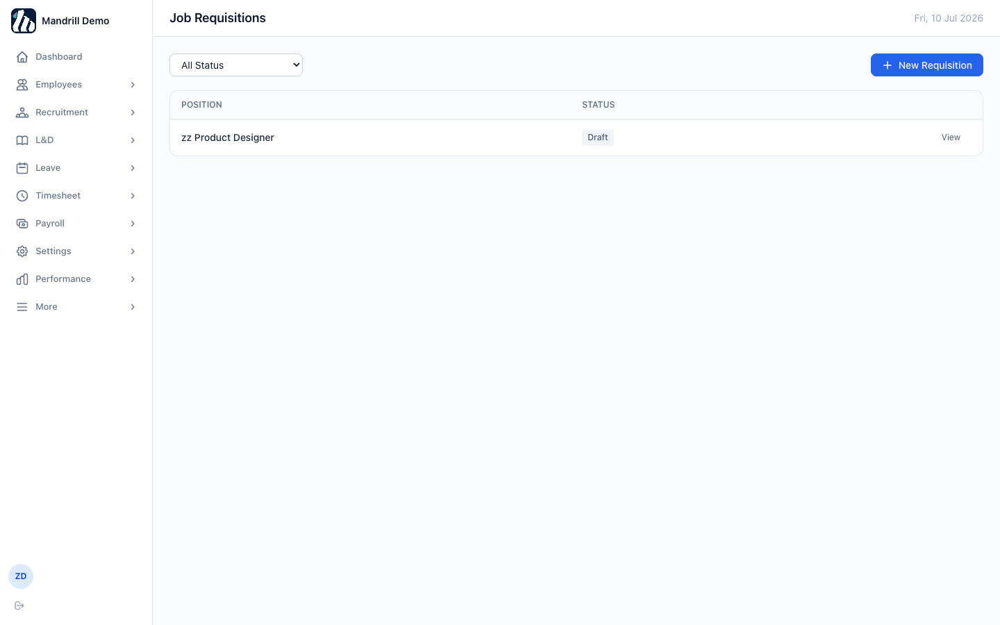 Mandrill Demo
Dashboard
Employees
Recruitment
L&D
Leave
Timesheet
Payroll
Settings
Performance
More
ZD
Job Requisitions
Fri, 10 Jul 2026
All Status
New Requisition
POSITION STATUS
zz Product Designer Draft View